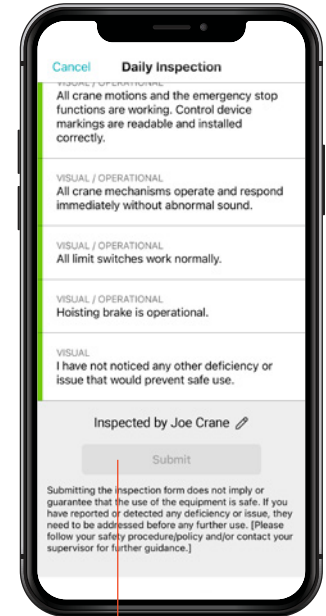 Cancel Daily Inspection
VISUAL / OPERATIONAL
All crane motions and the emergency stop
functions are working. Control device
markings are readable and installed
correctly.
VISUAL / OPERATIONAL
All crane mechanisms operate and respond
immediately without abnormal sound.
VISUAL / OPERATIONAL
All limit switches work normally.
VISUAL / OPERATIONAL
Hoisting brake is operational.
VISUAL
I have not noticed any other deficiency or
issue that would prevent safe use.
Inspected by Joe Crane
Submit
Submitting the inspection form does not imply or
guarantee that the use of the equipment is safe. If you
have reported or detected any deficiency or issue, they
need to be addressed before any further use. [Please
follow your safety procedure/policy and/or contact your
supervisor for further guidance.]